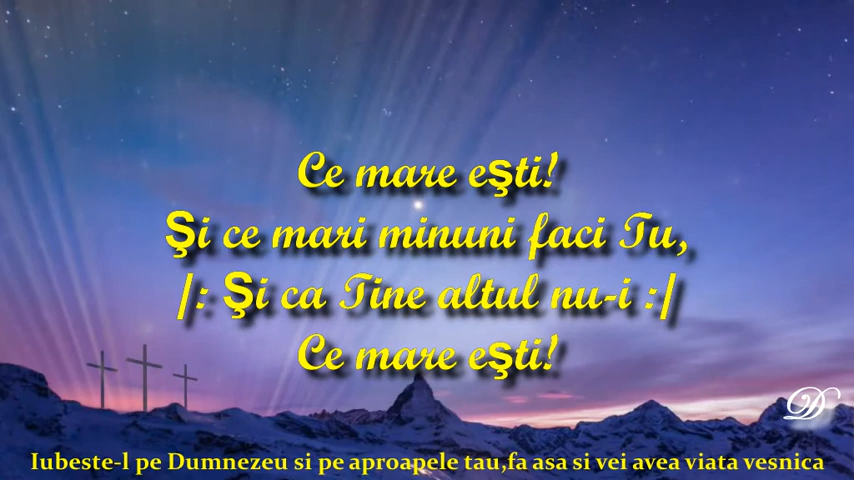 Ce mare eşti!
Şi ce mari minuni faci Tu,
/: Şi ca Tine altul nu-i :/
Ce mare eşti!
Iubeste-l pe Dumnezeu si pe aproapele tau,fa asa si vei avea viata vesnica